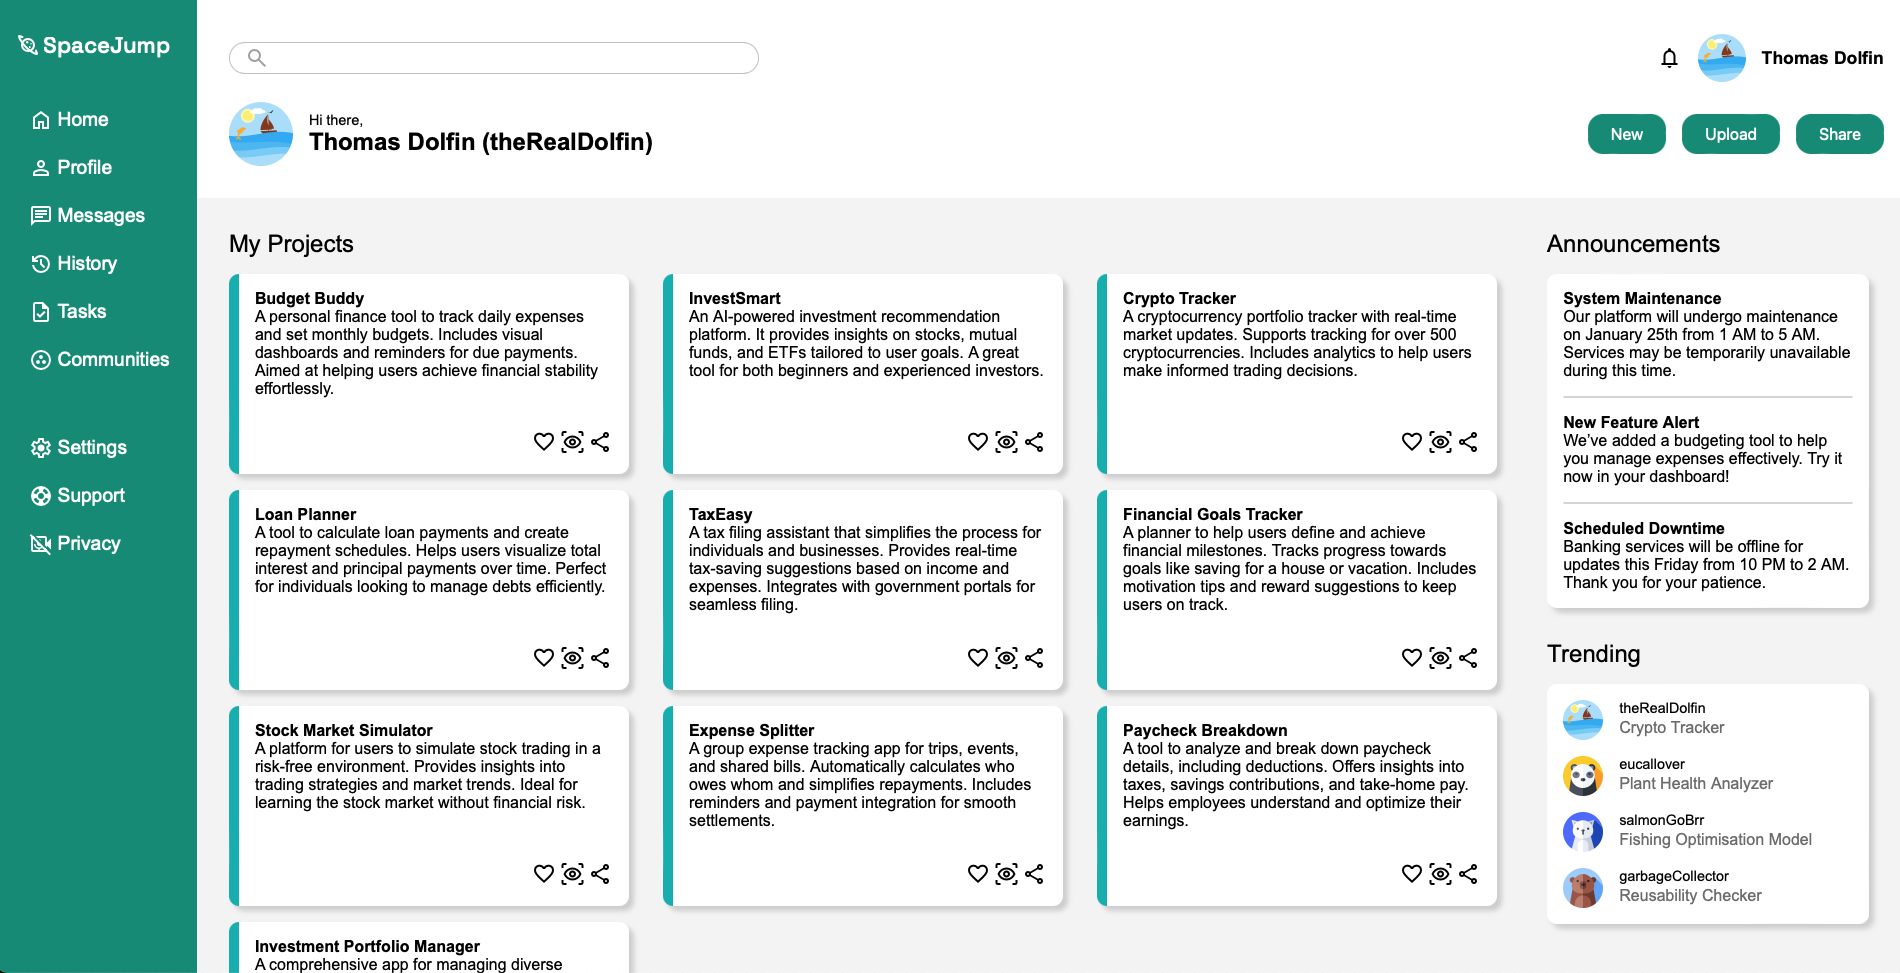 SpaceJump
Home
Profile
Messages
History
Tasks
Communities
Settings
Support
Privacy
Thomas Dolfin
Hi there,
Thomas Dolfin (theRealDolfin)
New
Upload
Share
My Projects
Budget Buddy
A personal finance tool to track daily expenses
and set monthly budgets. Includes visual
dashboards and reminders for due payments.
Aimed at helping users achieve financial stability
effortlessly.
InvestSmart
An AI-powered investment recommendation
platform. It provides insights on stocks, mutual
funds, and ETFs tailored to user goals. A great
tool for both beginners and experienced investors.
Crypto Tracker
A cryptocurrency portfolio tracker with real-time
market updates. Supports tracking for over 500
cryptocurrencies. Includes analytics to help users
make informed trading decisions.
Loan Planner
A tool to calculate loan payments and create
repayment schedules. Helps users visualize total
interest and principal payments over time. Perfect
for individuals looking to manage debts efficiently.
TaxEasy
A tax filing assistant that simplifies the process for
individuals and businesses. Provides real-time
tax-saving suggestions based on income and
expenses. Integrates with government portals for
seamless filing.
Financial Goals Tracker
A planner to help users define and achieve
financial milestones. Tracks progress towards
goals like saving for a house or vacation. Includes
motivation tips and reward suggestions to keep
users on track.
Stock Market Simulator
A platform for users to simulate stock trading in a
risk-free environment. Provides insights into
trading strategies and market trends. Ideal for
learning the stock market without financial risk.
Expense Splitter
A group expense tracking app for trips, events,
and shared bills. Automatically calculates who
owes whom and simplifies repayments. Includes
reminders and payment integration for smooth
settlements.
Paycheck Breakdown
A tool to analyze and break down paycheck
details, including deductions. Offers insights into
taxes, savings contributions, and take-home pay.
Helps employees understand and optimize their
earnings.
Investment Portfolio Manager
A comprehensive app for managing diverse
Announcements
System Maintenance
Our platform will undergo maintenance
on January 25th from 1 AM to 5 AM.
Services may be temporarily unavailable
during this time.
New Feature Alert
We've added a budgeting tool to help
you manage expenses effectively. Try it
now in your dashboard!
Scheduled Downtime
Banking services will be offline for
updates this Friday from 10 PM to 2 AM.
Thank you for your patience.
Trending
theRealDolfin
Crypto Tracker
eucallover
Plant Health Analyzer
salmonGoBrr
Fishing Optimisation Model
garbageCollector
Reusability Checker